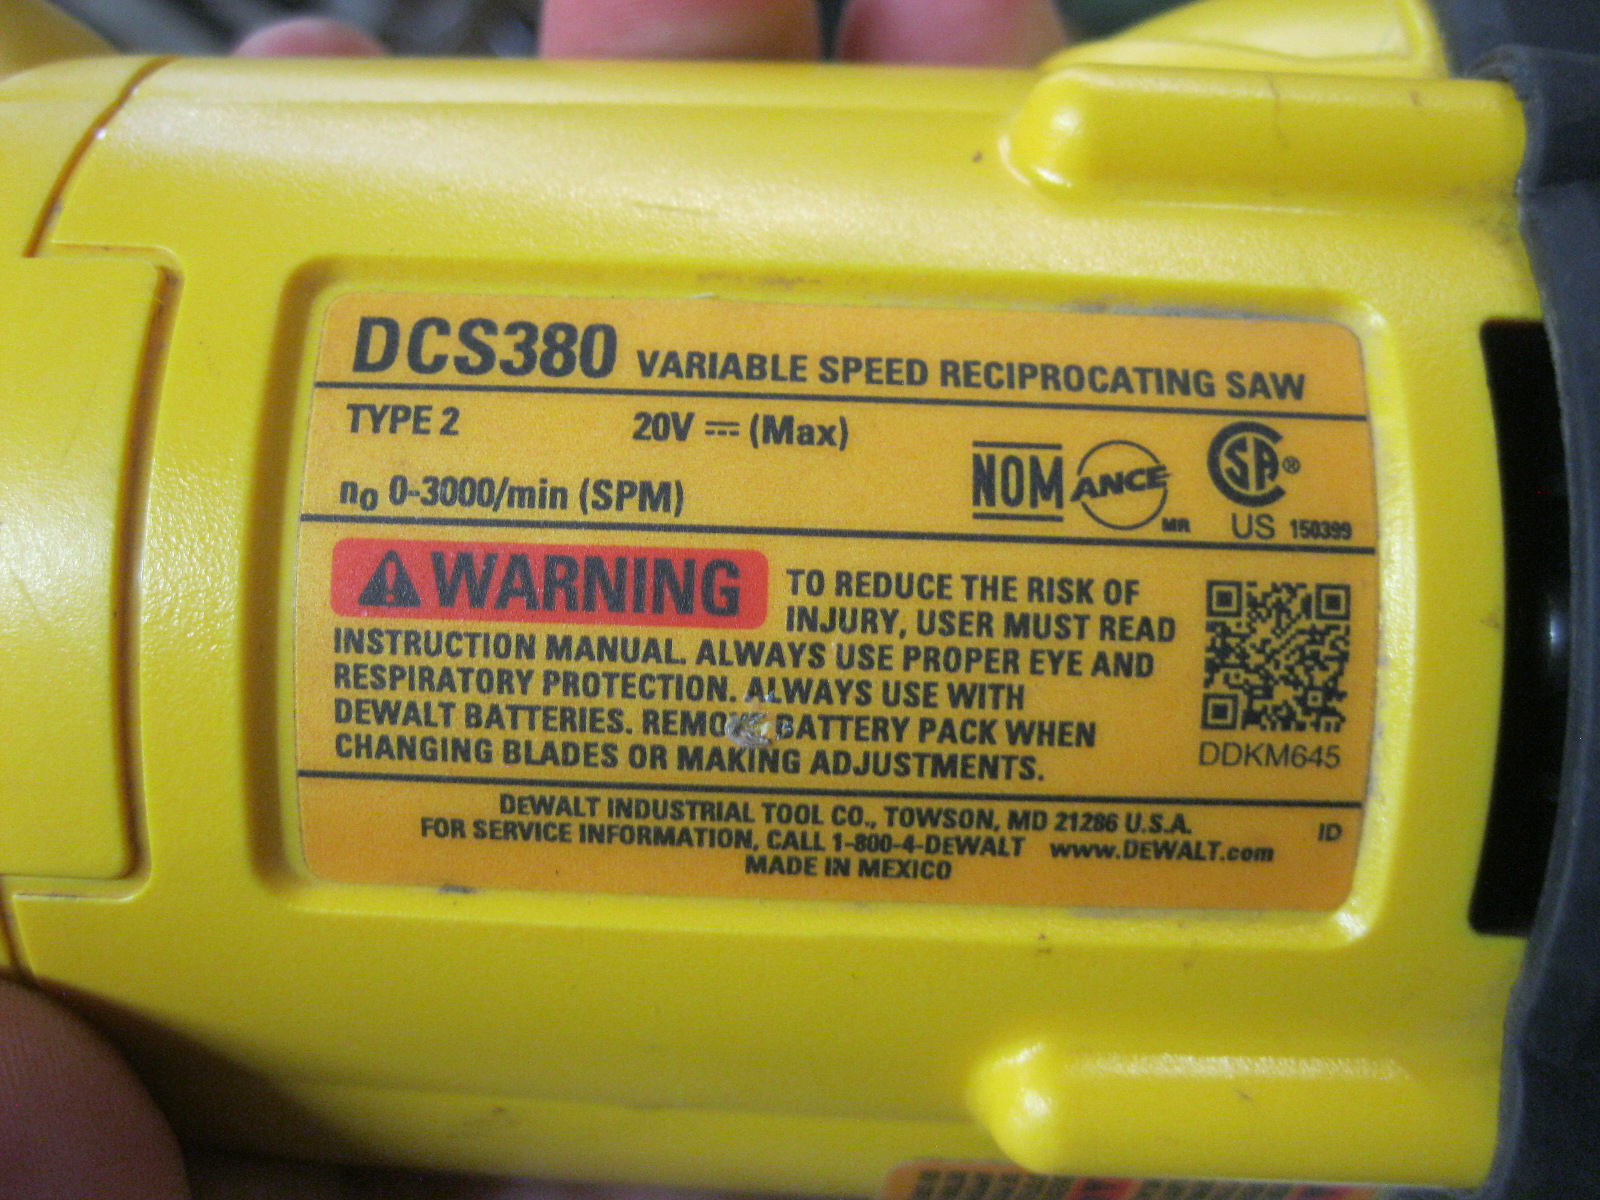 DCS380 VARIABLE SPEED RECIPROCATING SAW
TYPE 2 20V (Max)
n₀ 0-3000/min (SPM)
NOM ANCE MR
CSA® US 150399
WARNING TO REDUCE THE RISK OF
INJURY, USER MUST READ
INSTRUCTION MANUAL. ALWAYS USE PROPER EYE AND
RESPIRATORY PROTECTION. ALWAYS USE WITH
DEWALT BATTERIES. REMOVE BATTERY PACK WHEN
CHANGING BLADES OR MAKING ADJUSTMENTS.
DDKM645
DEWALT INDUSTRIAL TOOL CO., TOWSON, MD 21286 U.S.A.
FOR SERVICE INFORMATION, CALL 1-800-4-DEWALT www.DEWALT.com
ID
MADE IN MEXICO